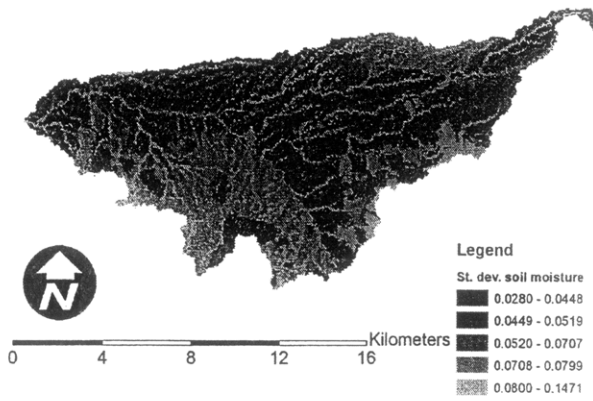 N
Legend
St. dev. soil moisture
0.0280 - 0.0448
0.0449 - 0.0519
0.0520 - 0.0707
0.0708 - 0.0799
0.0800 - 0.1471
Kilometers
0 4 8 12 16